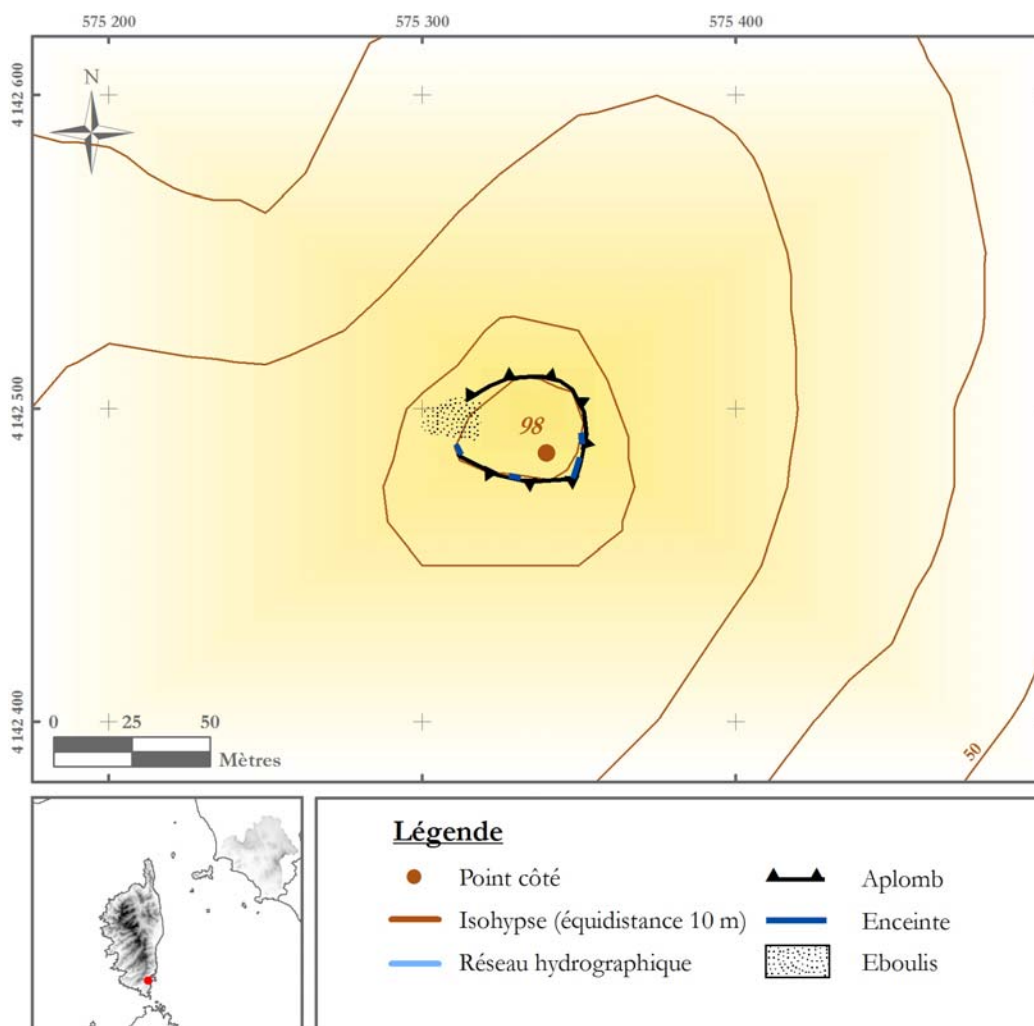 575 200 575 300 575 400
4 142 600
N
4 142 500
98
4 142 400
0 25 50
Mètres
50
Légende
Point côté
Aplomb
Isohypse (équidistance 10 m)
Enceinte
Réseau hydrographique
Eboulis